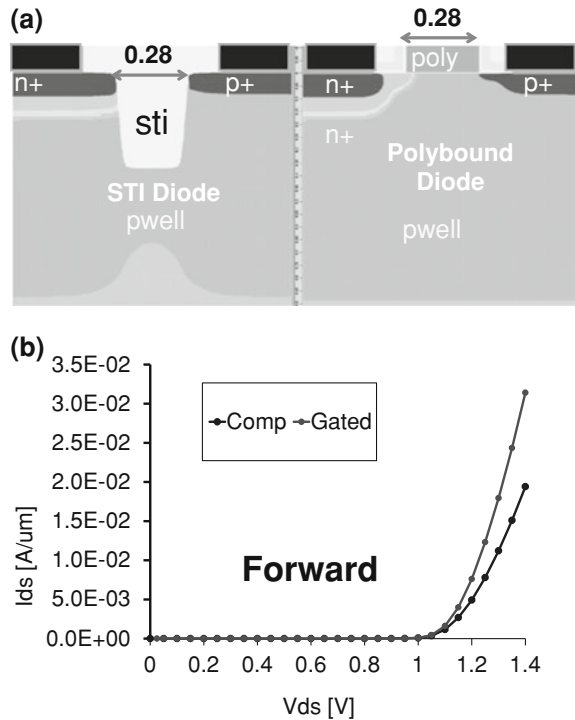 (a)
0.28
0.28
poly
n+
sti
p+
n+
p+
n+
STI Diode
pwell
Polybound
Diode
pwell
(b)
3.5E-02
3.0E-02
2.5E-02
2.0E-02
1.5E-02
1.0E-02
5.0E-03
0.0E+00
Ids [A/um]
Comp Gated
Forward
0 0.2 0.4 0.6 0.8 1 1.2 1.4
Vds [V]